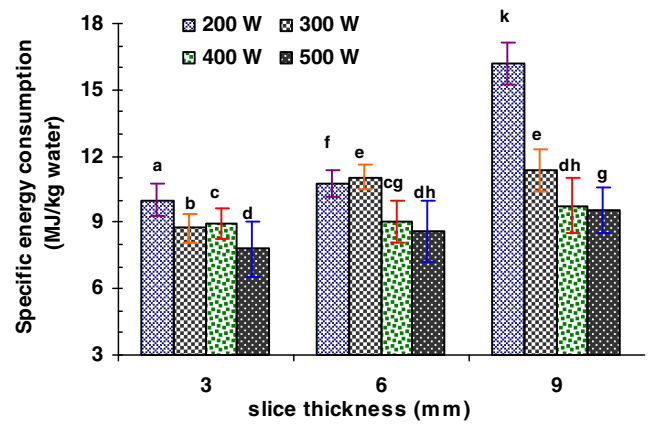 Specific energy consumption
(MJ/kg water)
18
15
12
9
6
3
200 W
300 W
400 W
500 W
a
b
c
d
f
e
cg
dh
k
e
dh
g
3
6
9
slice thickness (mm)